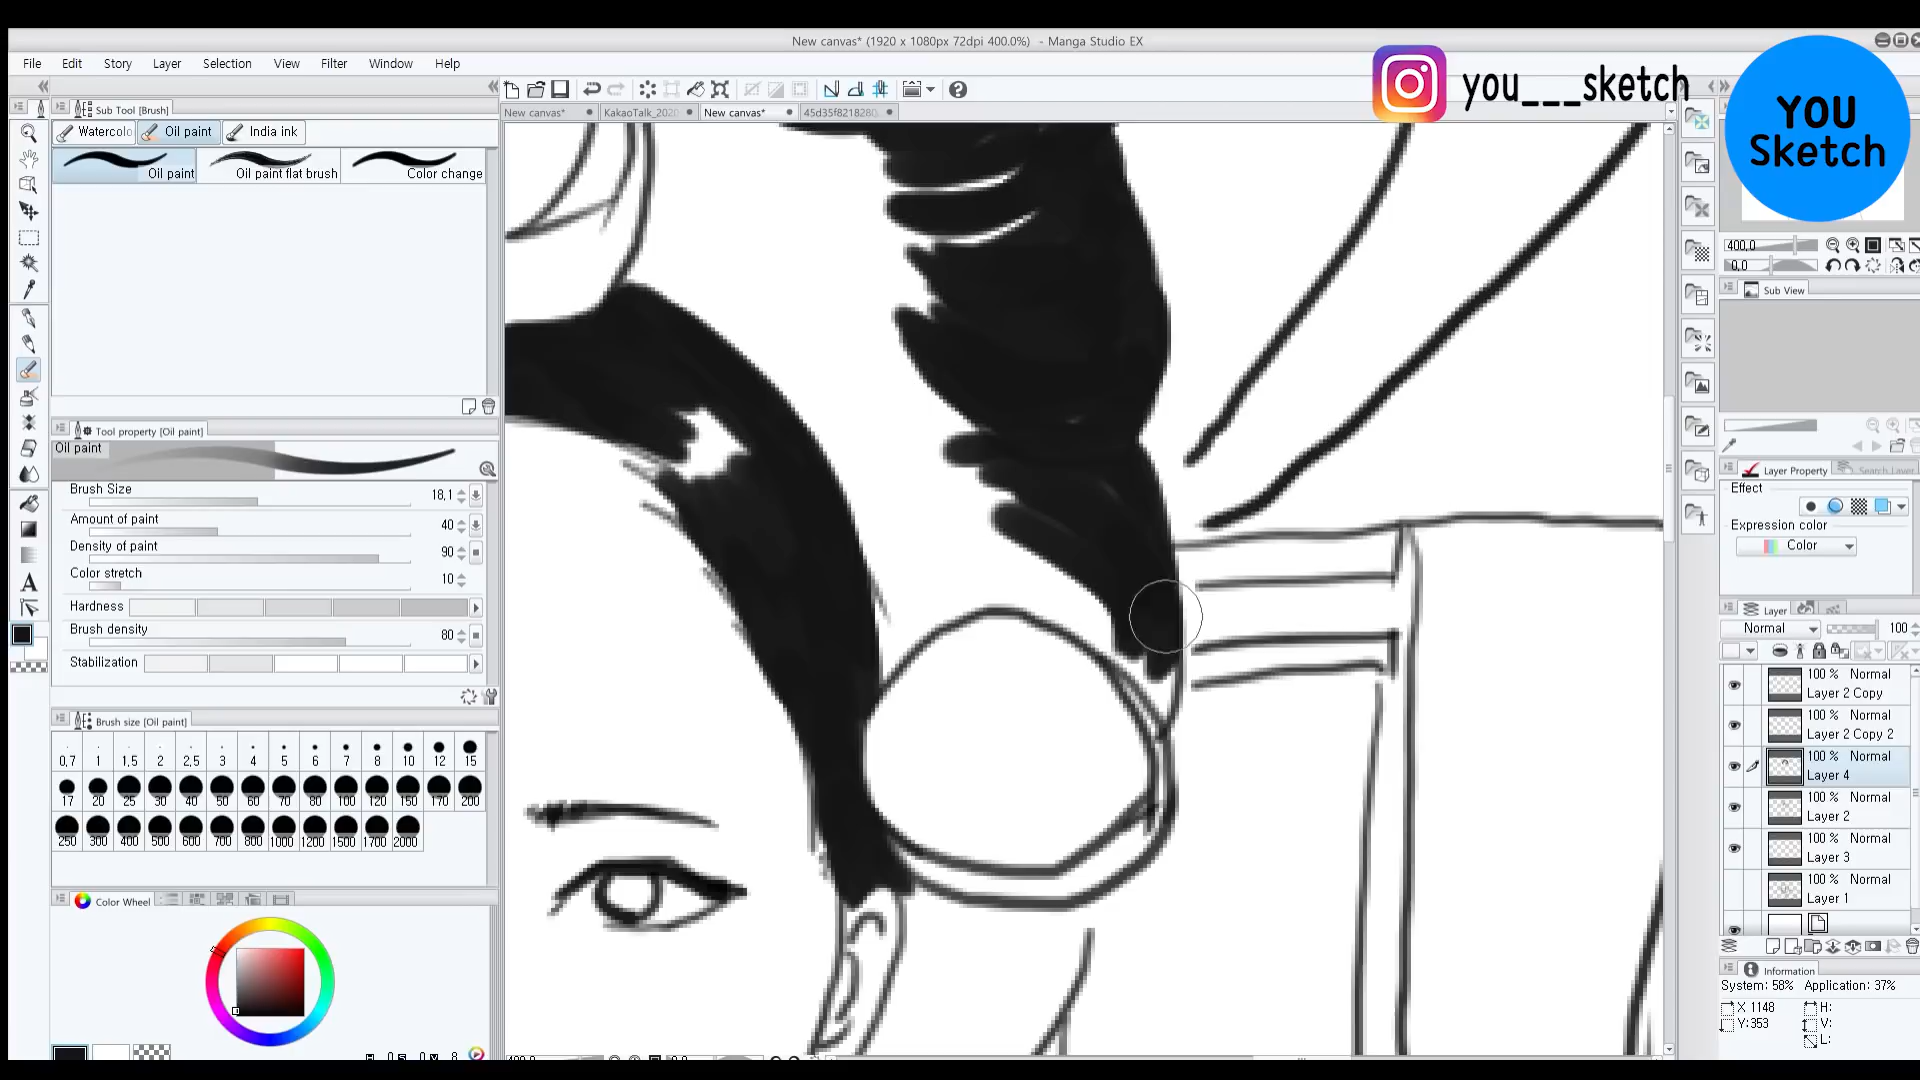 New canvas* (1920 x 1080px 72dpi 400.0%) - Manga Studio EX
File Edit Story Layer Selection View Filter Window Help
you___sketch
YOU
Sketch
Sub Tool [Brush]
New canvas* KakaoTalk_202 New canvas* 45d35f8218280
Watercolo Oil paint India ink
Oil paint Oil paint flat brush Color change
400,0
0,0
Sub View
Tool property [Oil paint]
Oil paint
Brush Size 18,1
Amount of paint 40
Density of paint 90
Color stretch 10
Hardness
Brush density 80
Stabilization
Layer Property Search Layer
Effect
Expression color
Color
Layer
Normal 100
100 % Normal
Layer 2 Copy
100 % Normal
Layer 2 Copy 2
100 % Normal
Layer 4
100 % Normal
Layer 2
100 % Normal
Layer 3
100 % Normal
Layer 1
Brush size [Oil paint]
0,7 1 1,5 2 2,5 3 4 5 6 7 8 10 12 15
17 20 25 30 40 50 60 70 80 100 120 150 170 200
250 300 400 500 600 700 800 1000 1200 1500 1700 2000
Color Wheel
Information
System: 58% Application: 37%
X 1148 H:
Y:353 V:
L: